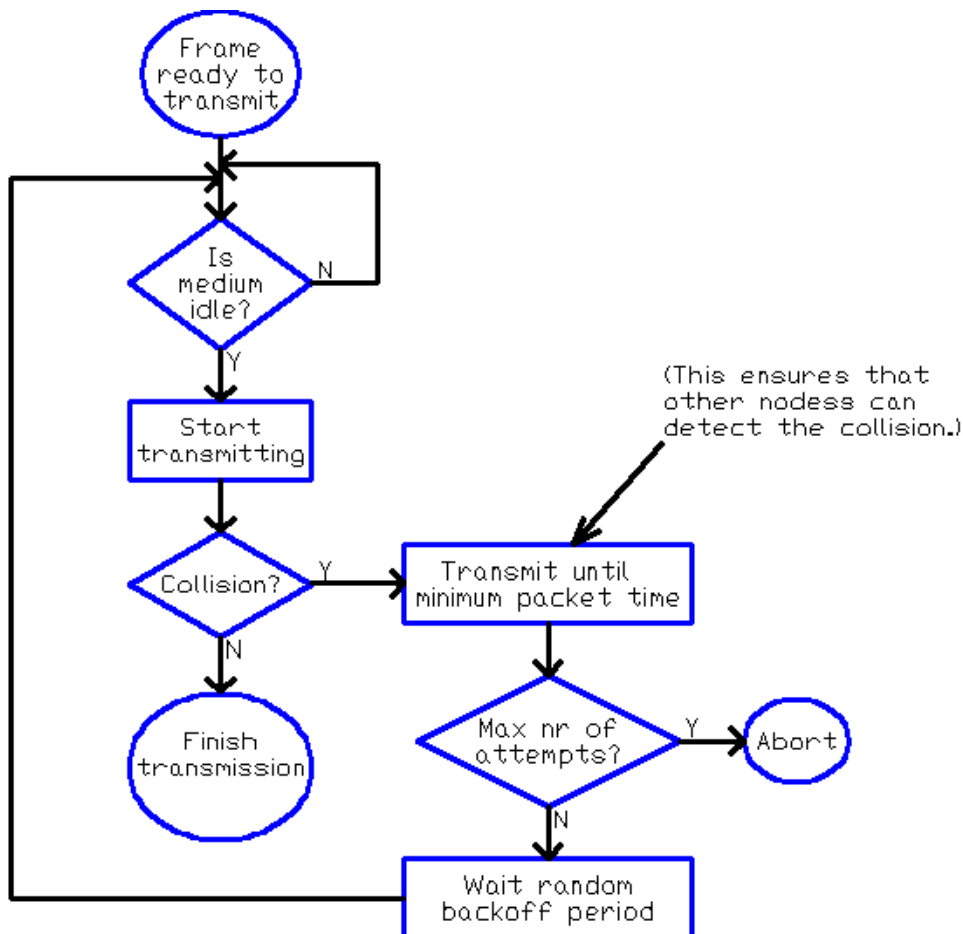 Frame
ready to
transmit
Is
medium
idle?
N
Y
(This ensures that
other nodess can
detect the collision.)
Start
transmitting
Collision?
Y
Transmit until
minimum packet time
N
Finish
transmission
Max nr of
attempts?
Y
Abort
N
Wait random
backoff period